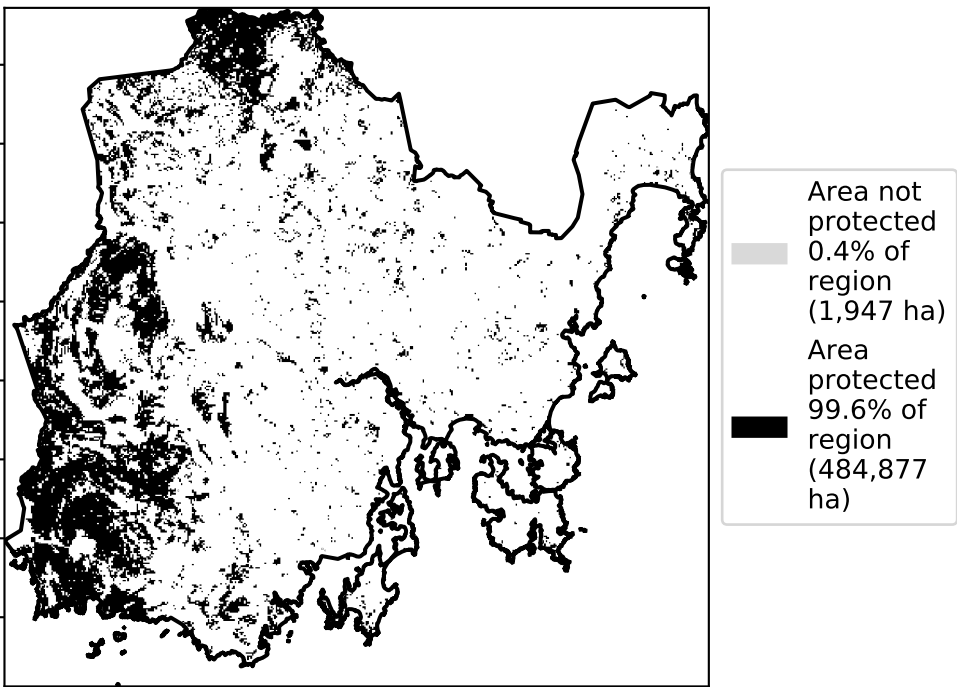 Area not
protected
0.4% of
region
(1,947 ha)
Area
protected
99.6% of
region
(484,877
ha)